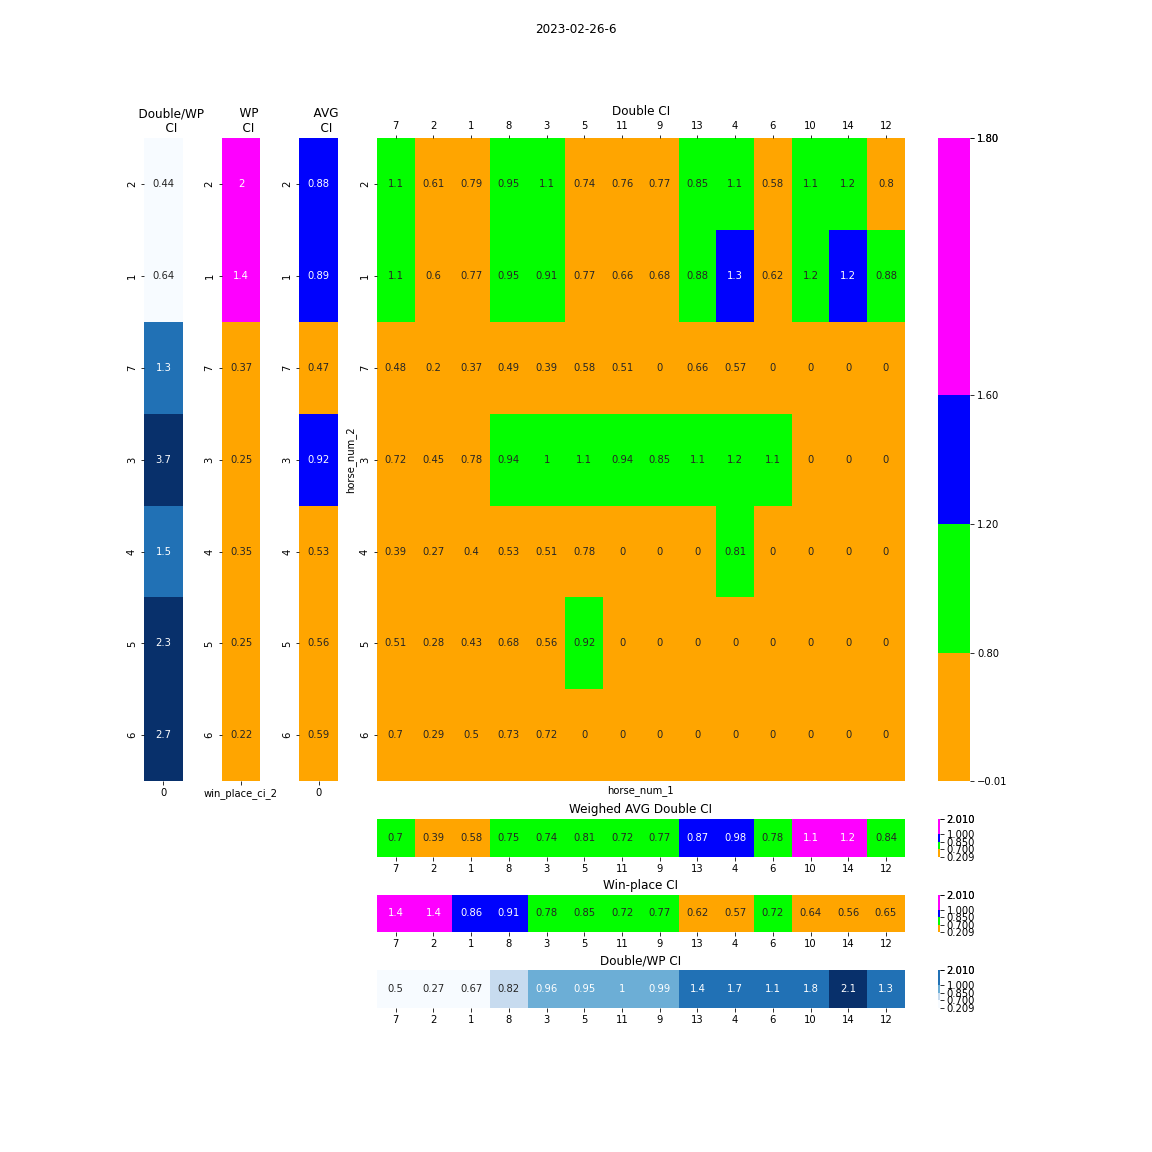 2023-02-26-6
Double/WP CI
WP CI
AVG CI
Double CI
7 2 1 8 3 5 11 9 13 4 6 10 14 12
2 0.44 2 2 2 0.88 2 1.1 0.61 0.79 0.95 1.1 0.74 0.76 0.77 0.85 1.1 0.58 1.1 1.2 0.8
1 0.64 1 1.4 1 0.89 1 1.1 0.6 0.77 0.95 0.91 0.77 0.66 0.68 0.88 1.3 0.62 1.2 1.2 0.88
7 1.3 7 0.37 7 0.47 7 0.48 0.2 0.37 0.49 0.39 0.58 0.51 0 0.66 0.57 0 0 0 0
horse_num_2
3 3.7 3 0.25 3 0.92 3 0.72 0.45 0.78 0.94 1 1.1 0.94 0.85 1.1 1.2 1.1 0 0 0
4 1.5 4 0.35 4 0.53 4 0.39 0.27 0.4 0.53 0.51 0.78 0 0 0 0.81 0 0 0 0
5 2.3 5 0.25 5 0.56 5 0.51 0.28 0.43 0.68 0.56 0.92 0 0 0 0 0 0 0 0
6 2.7 6 0.22 6 0.59 6 0.7 0.29 0.5 0.73 0.72 0 0 0 0 0 0 0 0 0
0 win_place_ci_2 0 horse_num_1
1.80
1.60
1.20
0.80
−0.01
Weighed AVG Double CI
0.7 0.39 0.58 0.75 0.74 0.81 0.72 0.77 0.87 0.98 0.78 1.1 1.2 0.84
7 2 1 8 3 5 11 9 13 4 6 10 14 12
2.010
1.000
0.850
0.700
0.209
Win-place CI
1.4 1.4 0.86 0.91 0.78 0.85 0.72 0.77 0.62 0.57 0.72 0.64 0.56 0.65
7 2 1 8 3 5 11 9 13 4 6 10 14 12
2.010
1.000
0.850
0.700
0.209
Double/WP CI
0.5 0.27 0.67 0.82 0.96 0.95 1 0.99 1.4 1.7 1.1 1.8 2.1 1.3
7 2 1 8 3 5 11 9 13 4 6 10 14 12
2.010
1.000
0.850
0.700
0.209